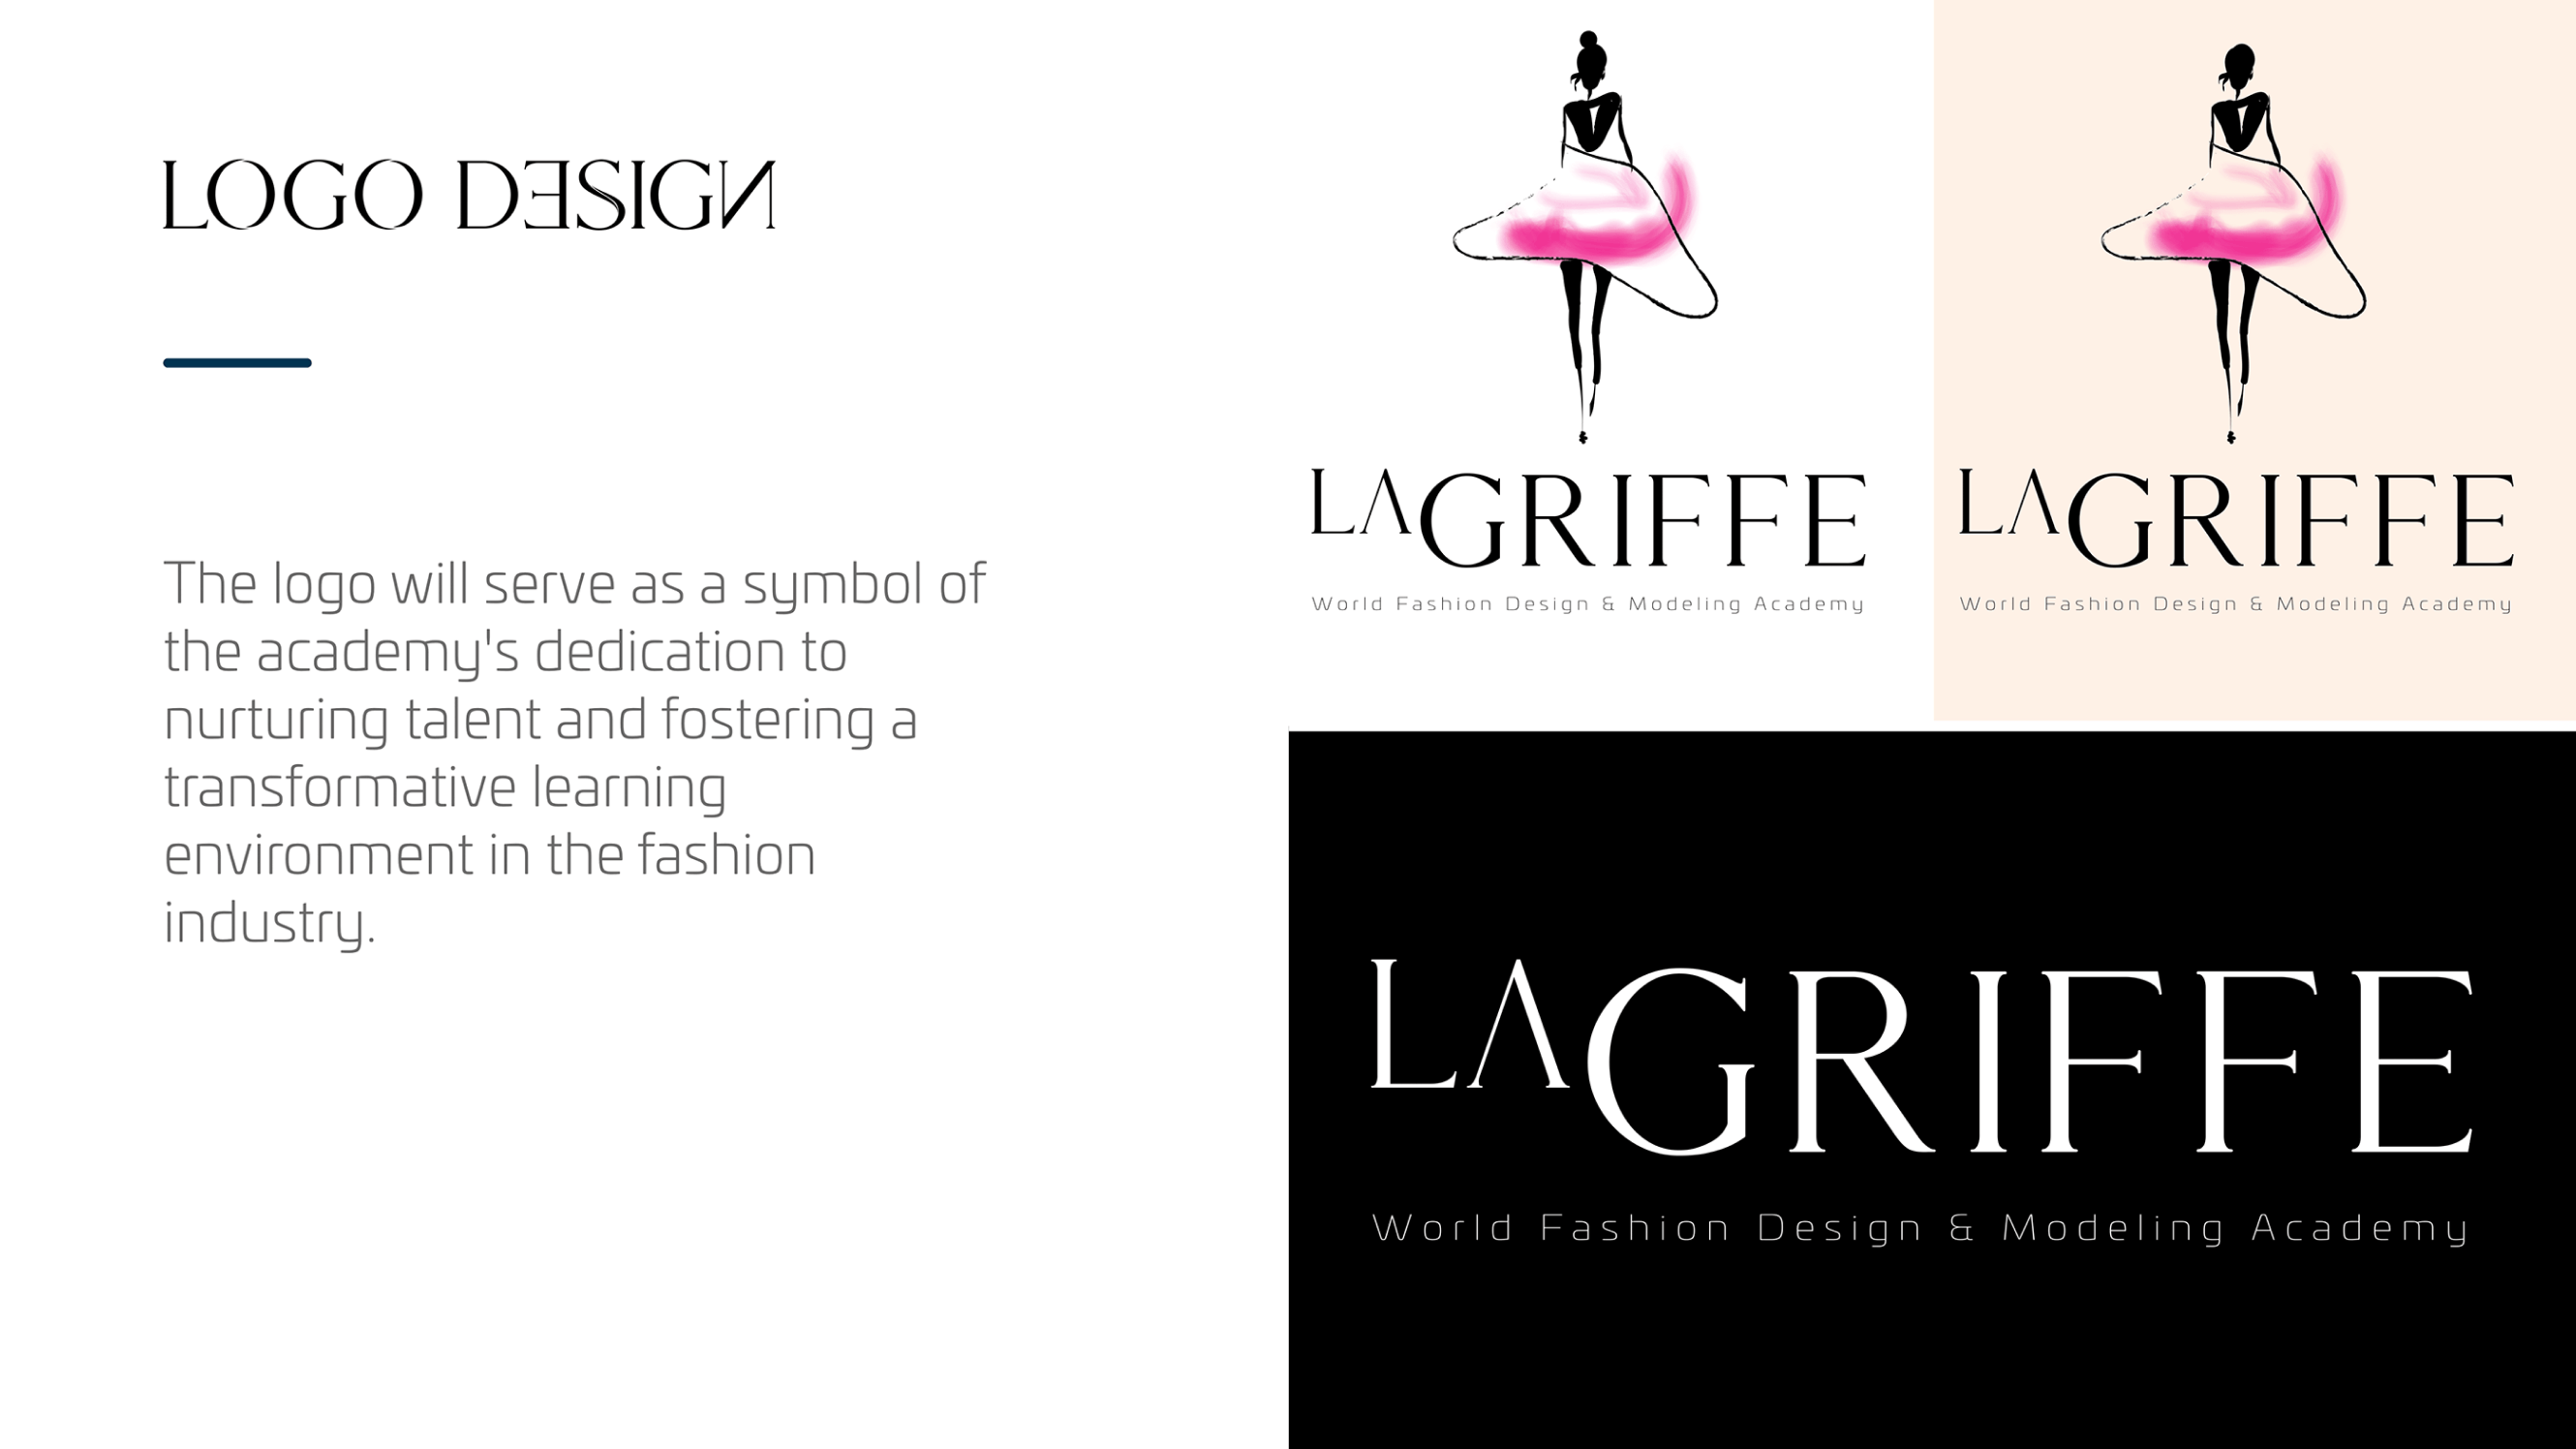 LOGO DESIGN
The logo will serve as a symbol of
the academy's dedication to
nurturing talent and fostering a
transformative learning
environment in the fashion
industry.
LAGRIFFE
World Fashion Design & Modeling Academy
LAGRIFFE
World Fashion Design & Modeling Academy
LAGRIFFE
World Fashion Design & Modeling Academy